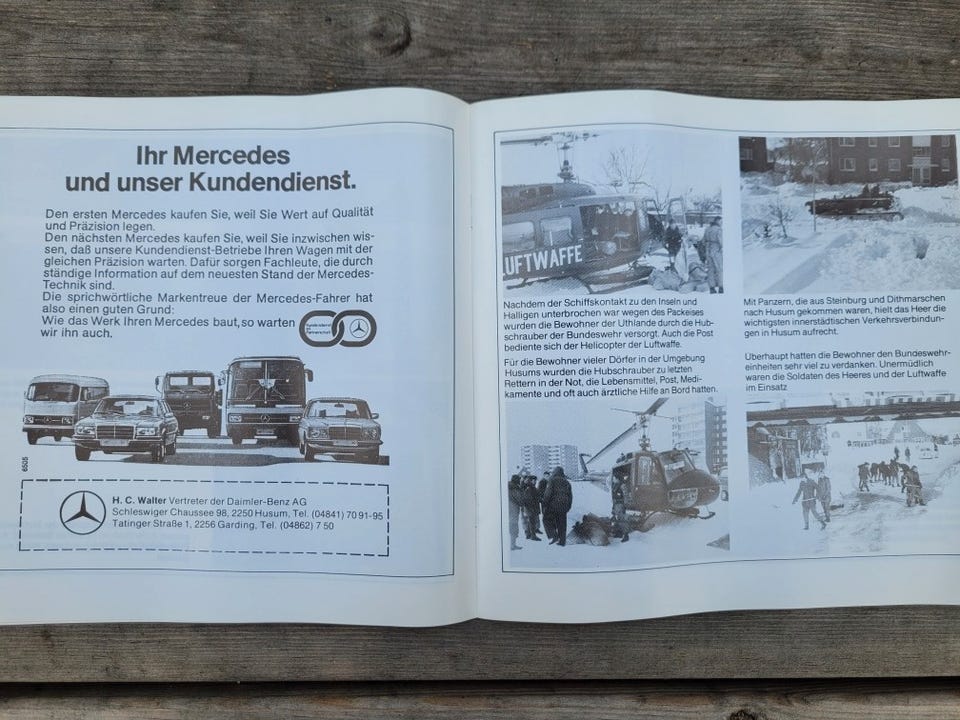 Ihr Mercedes
und unser Kundendienst.
Den ersten Mercedes kaufen Sie, weil Sie Wert auf Qualität
und Präzision legen.
Den nächsten Mercedes kaufen Sie, weil Sie inzwischen wis-
sen, daß unsere Kundendienst-Betriebe Ihren Wagen mit der
gleichen Präzision warten. Dafür sorgen Fachleute, die durch
ständige Information auf dem neuesten Stand der Mercedes-
Technik sind.
Die sprichwörtliche Markentreue der Mercedes-Fahrer hat
also einen guten Grund:
Wie das Werk Ihren Mercedes baut, so warten
wir ihn auch.
6505
H. C. Walter Vertreter der Daimler-Benz AG
Schleswiger Chaussee 98, 2250 Husum, Tel. (04841) 70 91-95
Tatinger Straße 1, 2256 Garding, Tel. (04862) 7 50
LUFTWAFFE
Nachdem der Schiffskontakt zu den Inseln und
Halligen unterbrochen war wegen des Packeises
wurden die Bewohner der Uthlande durch die Hub-
schrauber der Bundeswehr versorgt. Auch die Post
bediente sich der Helicopter der Luftwaffe.
Für die Bewohner vieler Dörfer in der Umgebung
Husums wurden die Hubschrauber zu letzten
Rettern in der Not, die Lebensmittel, Post, Medi-
kamente und oft auch ärztliche Hilfe an Bord hatten.
Mit Panzern, die aus Steinburg und Dithmarschen
nach Husum gekommen waren, hielt das Heer die
wichtigsten innerstädtischen Verkehrsverbindun-
gen in Husum aufrecht.
Überhaupt hatten die Bewohner den Bundeswehr-
einheiten sehr viel zu verdanken. Unermüdlich
waren die Soldaten des Heeres und der Luftwaffe
im Einsatz